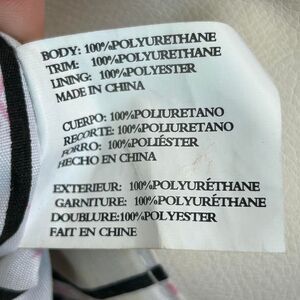 BODY: 100%POLYURETHANE
TRIM: 100%POLYURETHANE
LINING: 100%POLYESTER
MADE IN CHINA
CUERPO: 100%POLIURETANO
RECORTE: 100%POLIURETANO
FORRO: 100%POLIÉSTER
HECHO EN CHINA
EXTERIEUR: 100%POLYURÉTHANE
GARNITURE: 100%POLYURÉTHANE
DOUBLURE:100%POLYESTER
FAIT EN CHINE